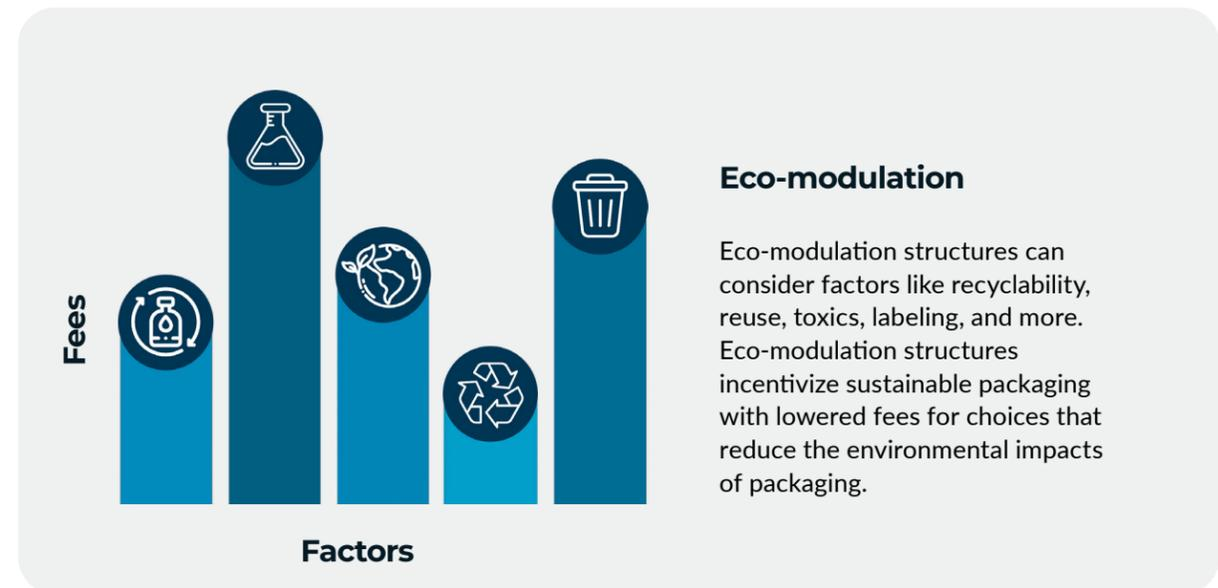 Fees
Factors
Eco-modulation
Eco-modulation structures can
consider factors like recyclability,
reuse, toxics, labeling, and more.
Eco-modulation structures
incentivize sustainable packaging
with lowered fees for choices that
reduce the environmental impacts
of packaging.